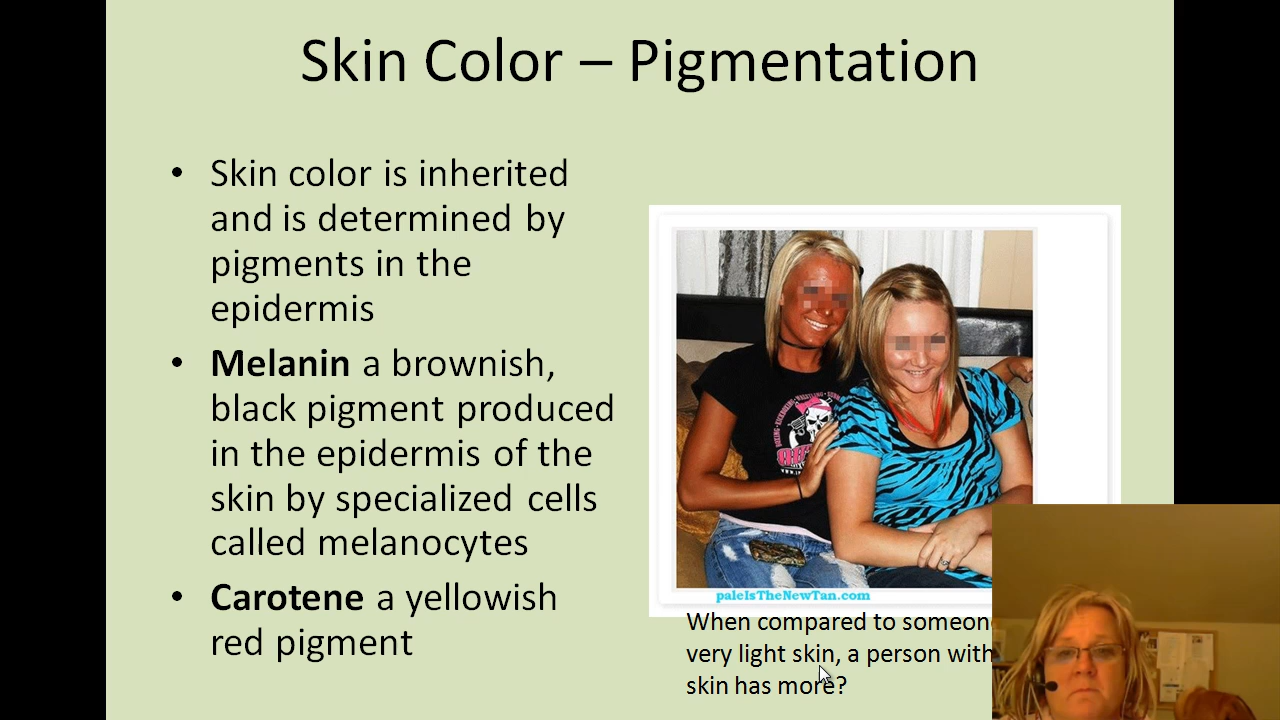 Skin Color – Pigmentation
• Skin color is inherited
and is determined by
pigments in the
epidermis
• Melanin a brownish,
black pigment produced
in the epidermis of the
skin by specialized cells
called melanocytes
• Carotene a yellowish
red pigment
paleIsTheNewTan.com
When compared to
very light skin, a person with
skin has more?